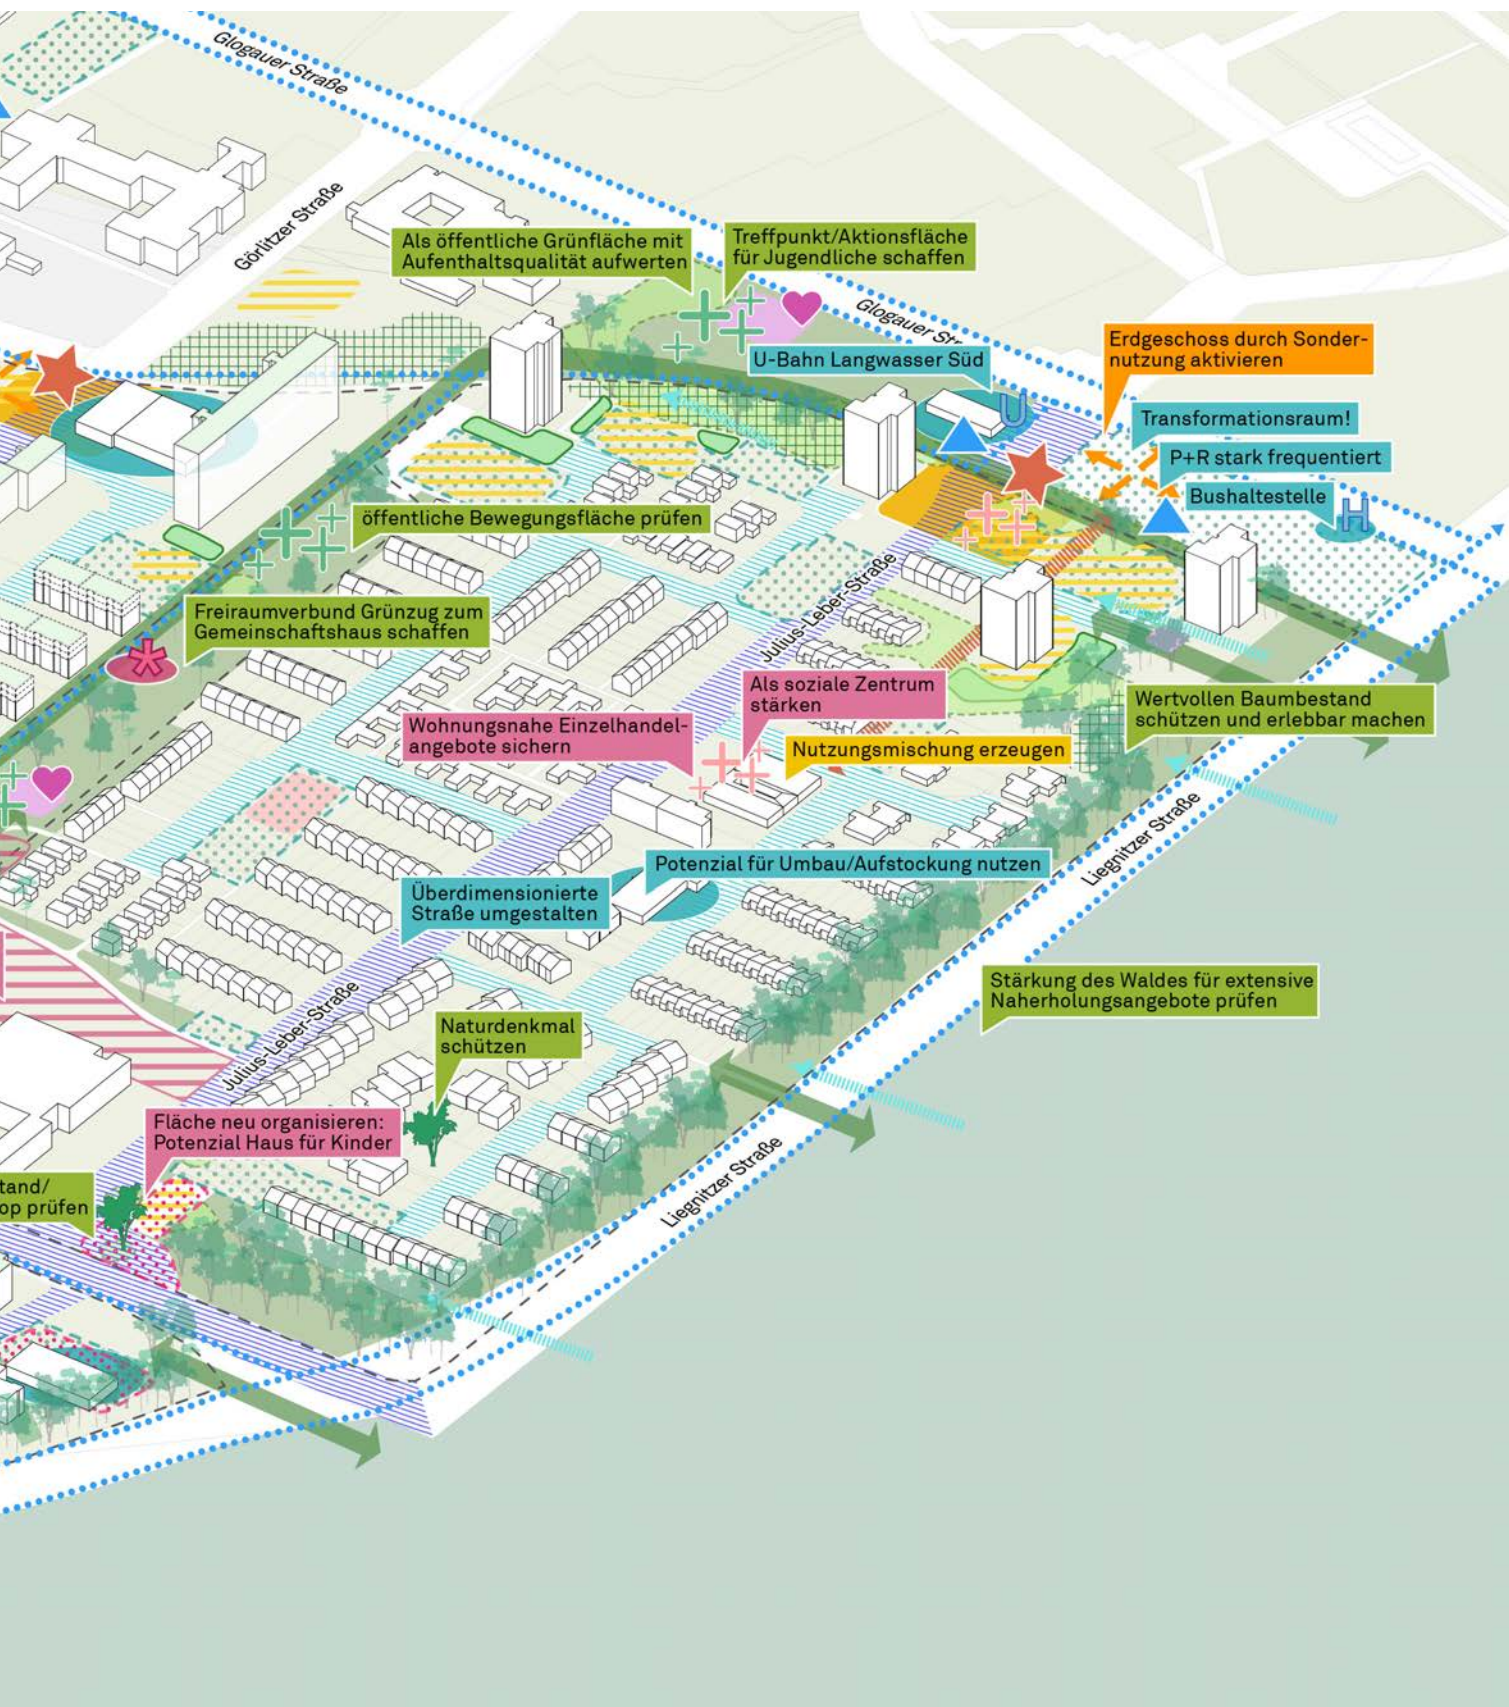 Glogauer Straße
Görlitzer Straße
Als öffentliche Grünfläche mit
Aufenthaltsqualität aufwerten
Treffpunkt/Aktionsfläche
für Jugendliche schaffen
Glogauer Str
Erdgeschoss durch Sonder-
nutzung aktivieren
U-Bahn Langwasser Süd
U
Transformationsraum!
P+R stark frequentiert
Bushaltestelle
H
öffentliche Bewegungsfläche prüfen
Julius-Leber-Straße
Freiraumverbund Grünzug zum
Gemeinschaftshaus schaffen
Als soziale Zentrum
stärken
Wertvollen Baumbestand
schützen und erlebbar machen
Wohnungsnahe Einzelhandel-
angebote sichern
Nutzungsmischung erzeugen
Liegnitzer Straße
Potenzial für Umbau/Aufstockung nutzen
Überdimensionierte
Straße umgestalten
Stärkung des Waldes für extensive
Naherholungsangebote prüfen
Julius-Leber-Straße
Naturdenkmal
schützen
Fläche neu organisieren:
Potenzial Haus für Kinder
Liegnitzer Straße
tand/
op prüfen